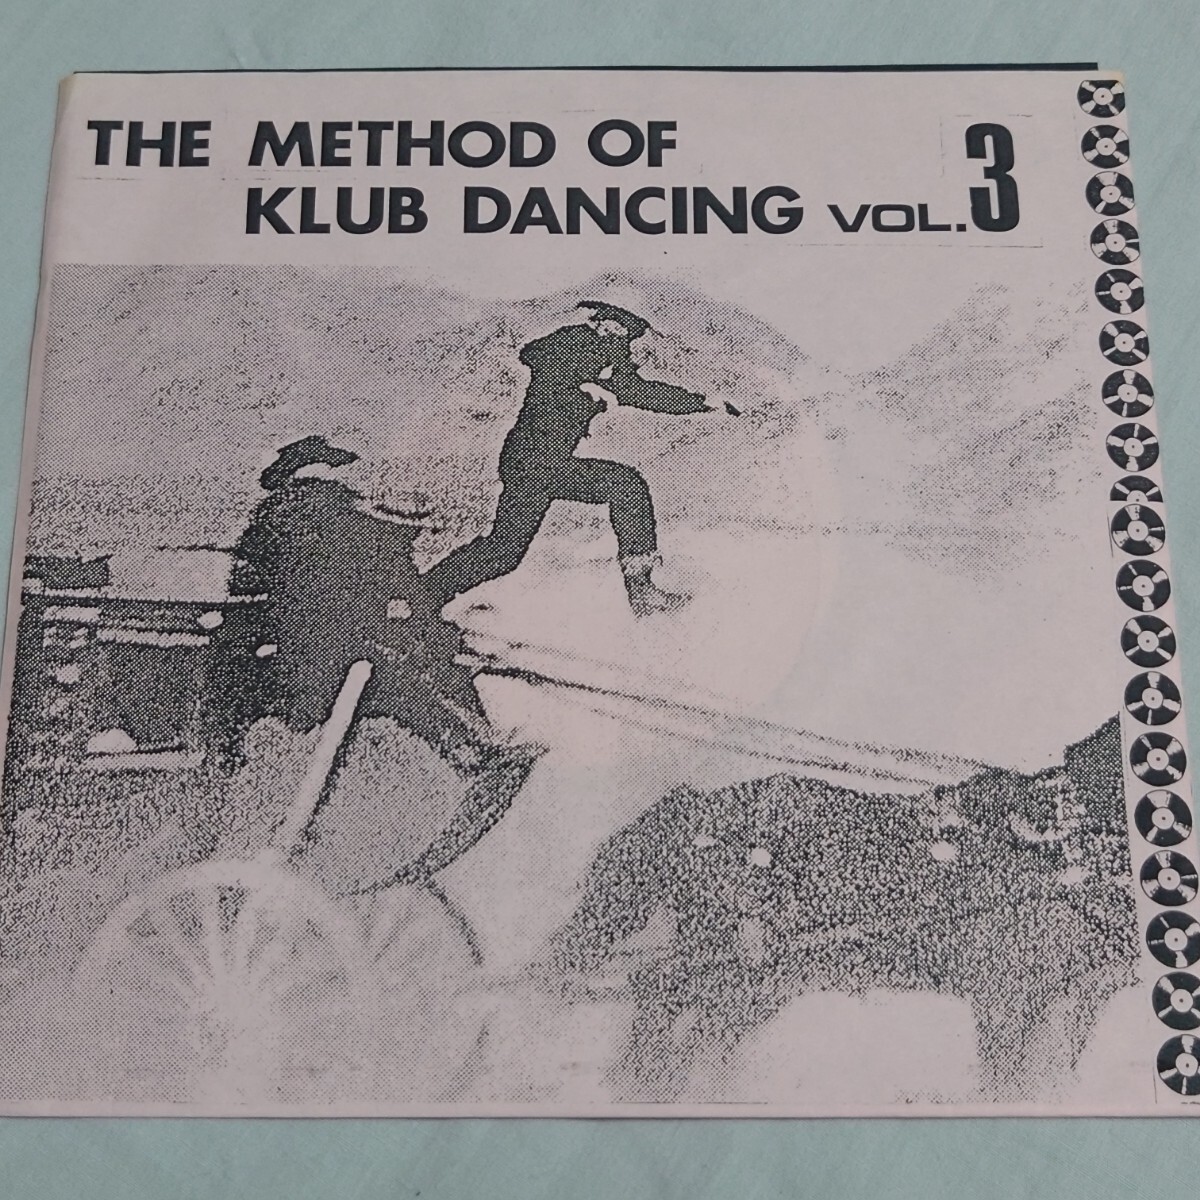 THE METHOD OF
KLUB DANCING VOL.3